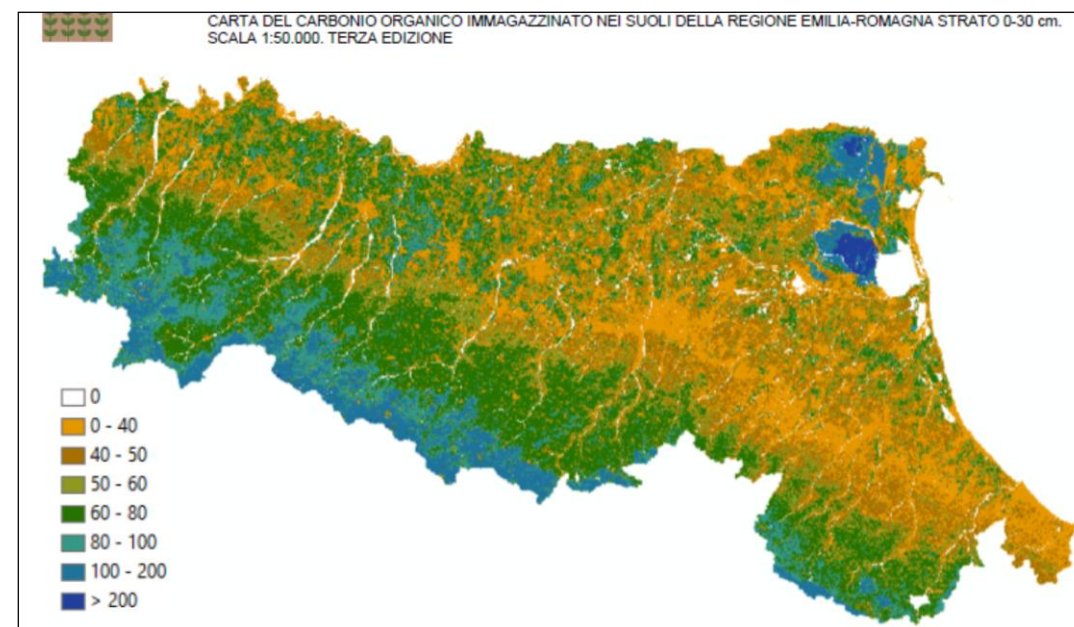 CARTA DEL CARBONIO ORGANICO IMMAGAZZINATO NEI SUOLI DELLA REGIONE EMILIA-ROMAGNA STRATO 0-30 cm.
SCALA 1:50.000. TERZA EDIZIONE
0
0 - 40
40 - 50
50 - 60
60 - 80
80 - 100
100 - 200
> 200